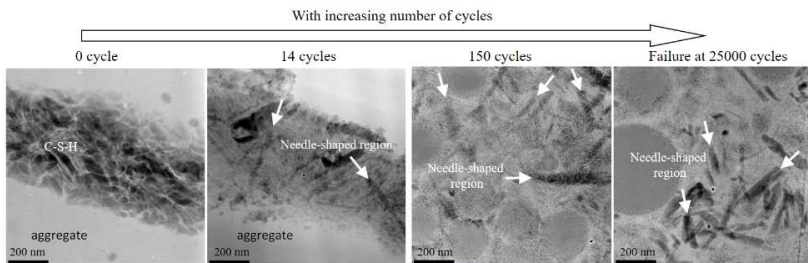 With increasing number of cycles
0 cycle
14 cycles
150 cycles
Failure at 25000 cycles
C-S-H
aggregate
200 nm
Needle-shaped region
aggregate
200 nm
Needle-shaped
region
200 nm
Needle-shaped
region
200 nm